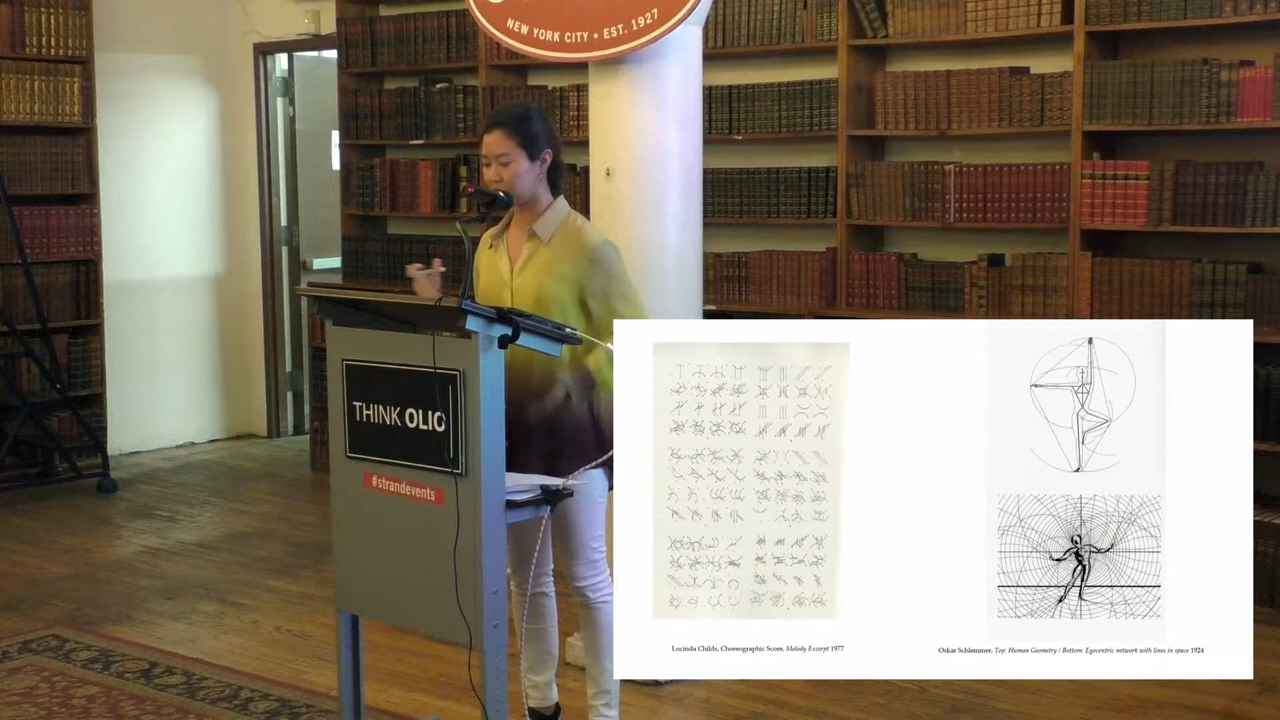 NEW YORK CITY ★ EST. 1927
THINK OLIO
#strandevents
Lucinda Childs, Choreographic Score, Melody Excerpt 1977
Oskar Schlemmer, Top: Human Geometry / Bottom: Egocentric network with lines in space 1924